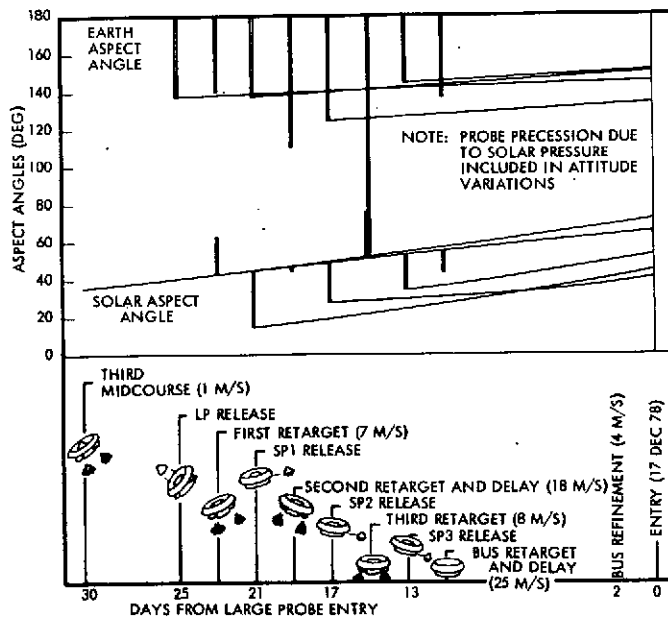 180
160
140
120
100
80
60
40
20
0
ASPECT ANGLES (DEG)
EARTH
ASPECT
ANGLE
NOTE: PROBE PRECESSION DUE
TO SOLAR PRESSURE
INCLUDED IN ATTITUDE
VARIATIONS
SOLAR ASPECT
ANGLE
THIRD
MIDCOURSE (1 M/S)
LP RELEASE
FIRST RETARGET (7 M/S)
SP1 RELEASE
SECOND RETARGET AND DELAY (18 M/S)
SP2 RELEASE
THIRD RETARGET (8 M/S)
SP3 RELEASE
BUS RETARGET
AND DELAY
(25 M/S)
BUS REFINEMENT (4 M/S)
ENTRY (17 DEC 78)
30
25
21
17
13
2
0
DAYS FROM LARGE PROBE ENTRY